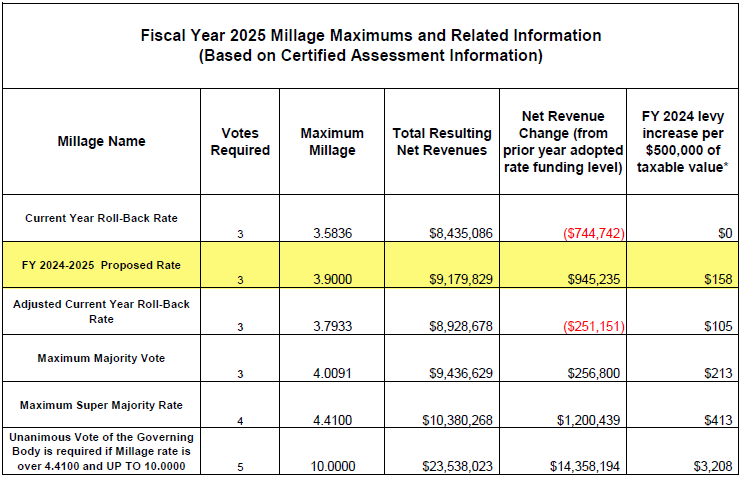 Fiscal Year 2025 Millage Maximums and Related Information
(Based on Certified Assessment Information)
Millage Name
Votes
Required
Maximum
Millage
Total Resulting
Net Revenues
Net Revenue
Change (from
prior year adopted
rate funding level)
FY 2024 levy
increase per
$500,000 of
taxable value*
Current Year Roll-Back Rate
3
3.5836
$8,435,086
($744,742)
$0
FY 2024-2025 Proposed Rate
3
3.9000
$9,179,829
$945,235
$158
Adjusted Current Year Roll-Back
Rate
3
3.7933
$8,928,678
($251,151)
$105
Maximum Majority Vote
3
4.0091
$9,436,629
$256,800
$213
Maximum Super Majority Rate
4
4.4100
$10,380,268
$1,200,439
$413
Unanimous Vote of the Governing
Body is required if Millage rate is
over 4.4100 and UP TO 10.0000
5
10.0000
$23,538,023
$14,358,194
$3,208